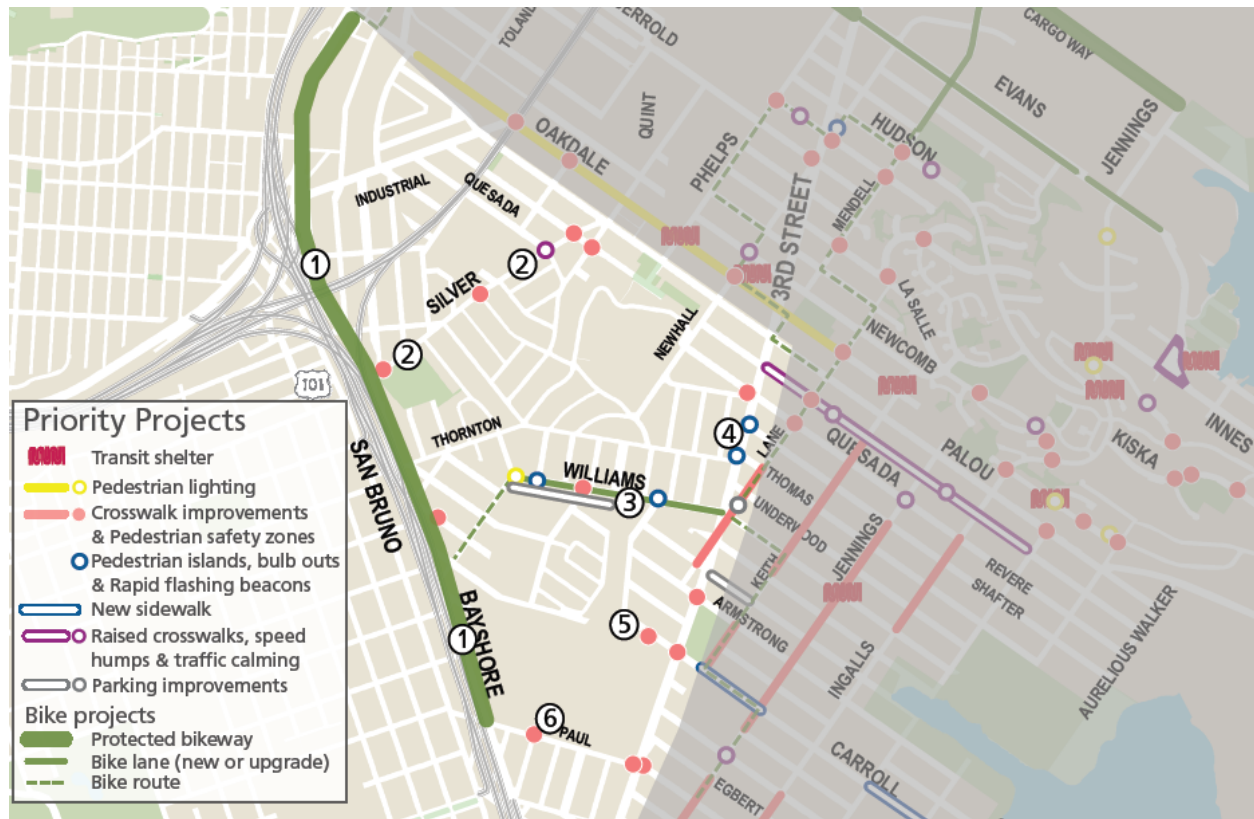 TOLAND
JERROLD
CARGO WAY
EVANS
QUINT
OAKDALE
HUDSON
JENNINGS
PHELPS
INDUSTRIAL
QUESADA
3RD STREET
MENDELL
1
2
SILVER
LA SALLE
NEWHALL
NEWCOMB
2
101
INNES
KISKA
THORNTON
4
LANE
QUESADA
PALOU
SAN BRUNO
WILLIAMS
3
THOMAS
UNDERWOOD
JENNINGS
KEITH
REVERE
SHAFTER
ARMSTRONG
BAYSHORE
1
5
INGALLS
AURELIOUS WALKER
6
PAUL
EGBERT
CARROLL
Priority Projects
Transit shelter
Pedestrian lighting
Crosswalk improvements
& Pedestrian safety zones
Pedestrian islands, bulb outs
& Rapid flashing beacons
New sidewalk
Raised crosswalks, speed
humps & traffic calming
Parking improvements
Bike projects
Protected bikeway
Bike lane (new or upgrade)
Bike route